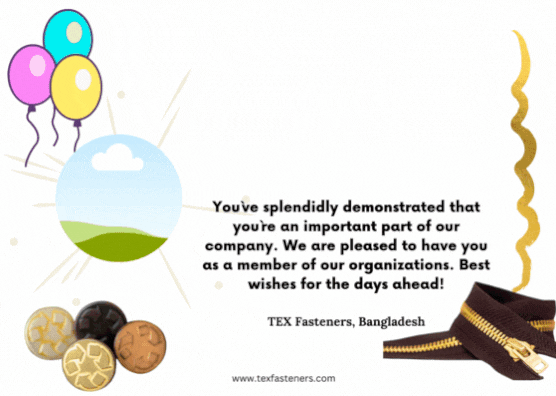 You've splendidly demonstrated that
you're an important part of our
company. We are pleased to have you
as a member of our organizations. Best
wishes for the days ahead!
TEX Fasteners, Bangladesh
www.texfasteners.com